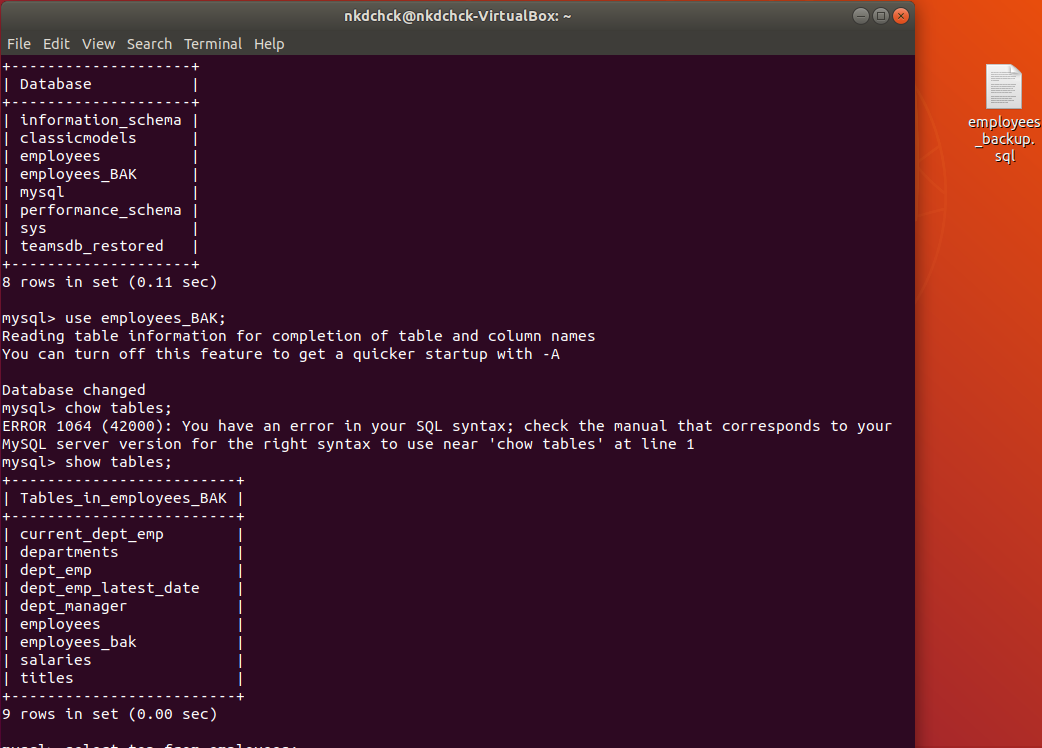 nkdchck@nkdchck-VirtualBox: ~
File Edit View Search Terminal Help
+--------------------+
| Database           |
+--------------------+
| information_schema |
| classicmodels      |
| employees          |
| employees_BAK      |
| mysql              |
| performance_schema |
| sys                |
| teamsdb_restored   |
+--------------------+
8 rows in set (0.11 sec)
mysql> use employees_BAK;
Reading table information for completion of table and column names
You can turn off this feature to get a quicker startup with -A
Database changed
mysql> chow tables;
ERROR 1064 (42000): You have an error in your SQL syntax; check the manual that corresponds to your
MySQL server version for the right syntax to use near 'chow tables' at line 1
mysql> show tables;
+-------------------------+
| Tables_in_employees_BAK |
+-------------------------+
| current_dept_emp        |
| departments             |
| dept_emp                |
| dept_emp_latest_date    |
| dept_manager            |
| employees               |
| employees_bak           |
| salaries                |
| titles                  |
+-------------------------+
9 rows in set (0.00 sec)
employees
_backup.
sql